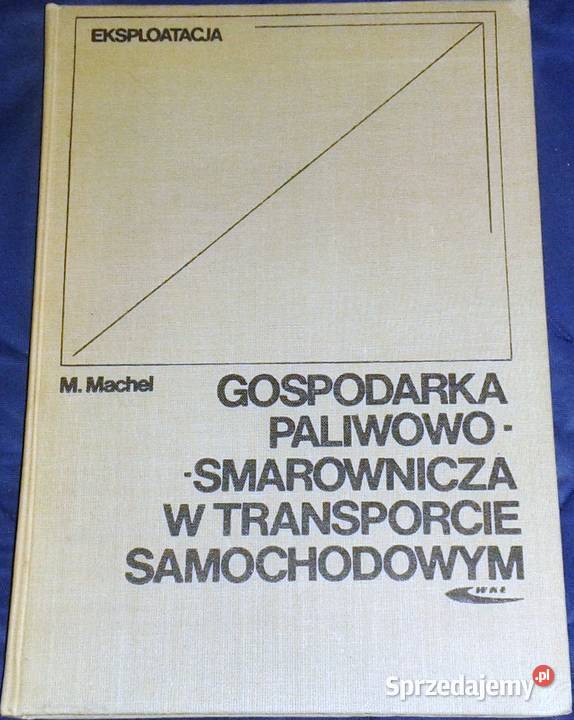 EKSPLOATACJA
M. Machel
GOSPODARKA
PALIWOWO-
-SMAROWNICZA
W TRANSPORCIE
SAMOCHODOWYM
WKŁ
Sprzedajemy.pl